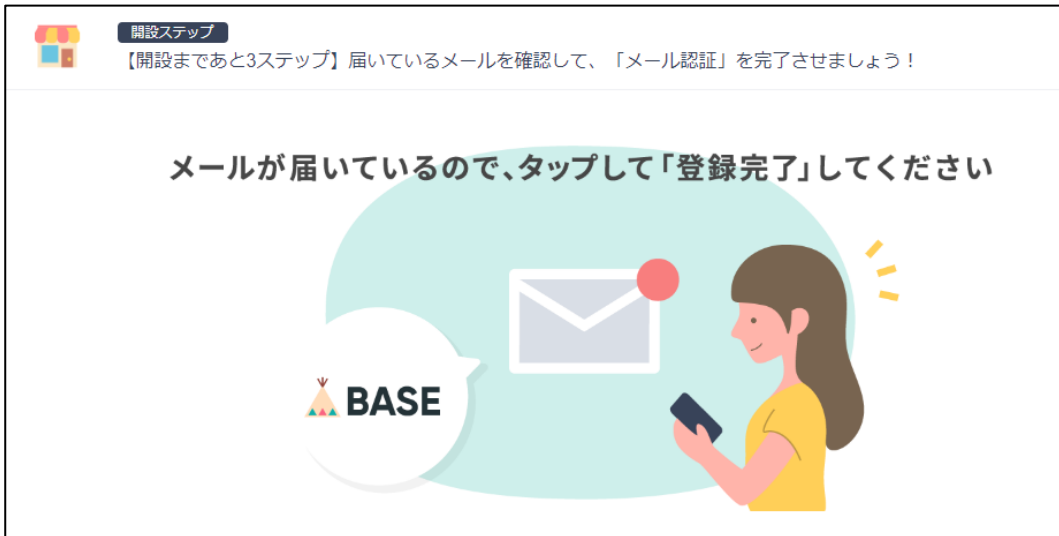 開設ステップ
【開設まであと3ステップ】届いているメールを確認して、「メール認証」を完了させましょう！
メールが届いているので、タップして「登録完了」してください
BASE